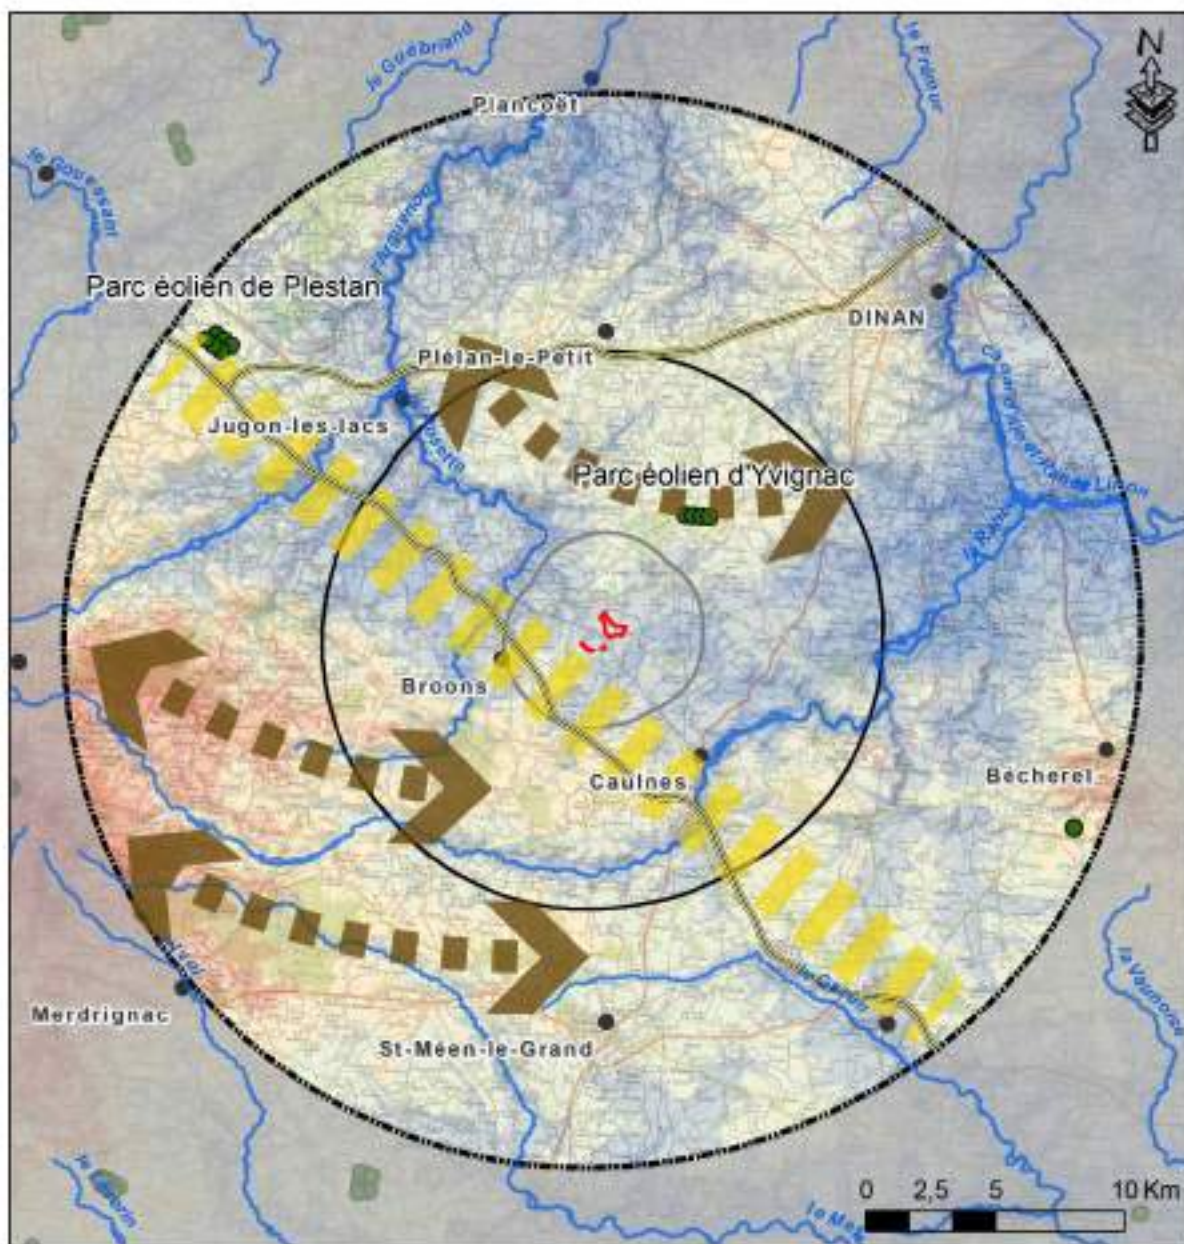 le Guébriand
le Frémur
N
Plancoët
le Gouessant
l'Arguenon
Parc éolien de Plestan
DINAN
Plélan-le-Petit
Jugon-les-lacs
Rosette
Parc éolien d'Yvignac
la Rance
Broons
Caulnes
Bécherel
le Garun
la Vaunoise
Merdrignac
St-Méen-le-Grand
0 2,5 5 10 Km
le Meu